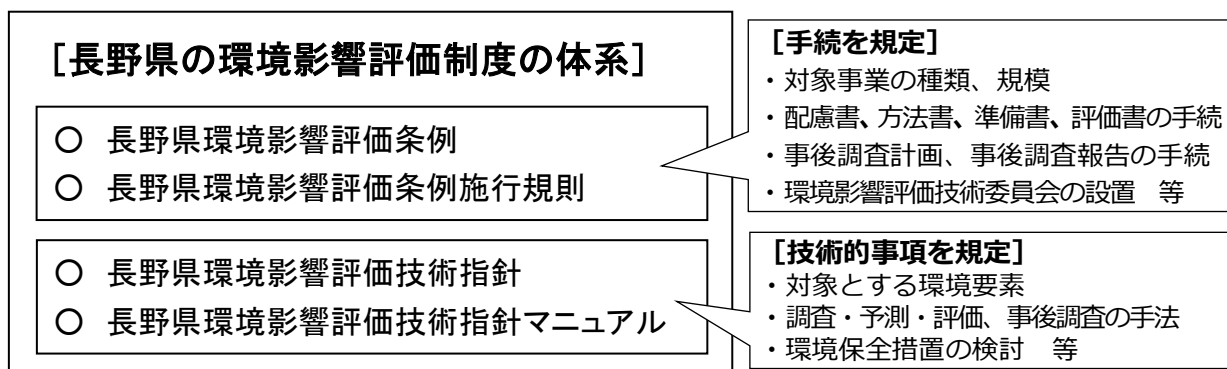 [長野県の環境影響評価制度の体系]
○ 長野県環境影響評価条例
○ 長野県環境影響評価条例施行規則
○ 長野県環境影響評価技術指針
○ 長野県環境影響評価技術指針マニュアル
[手続を規定]
・対象事業の種類、規模
・配慮書、方法書、準備書、評価書の手続
・事後調査計画、事後調査報告の手続
・環境影響評価技術委員会の設置 等
[技術的事項を規定]
・対象とする環境要素
・調査・予測・評価、事後調査の手法
・環境保全措置の検討 等